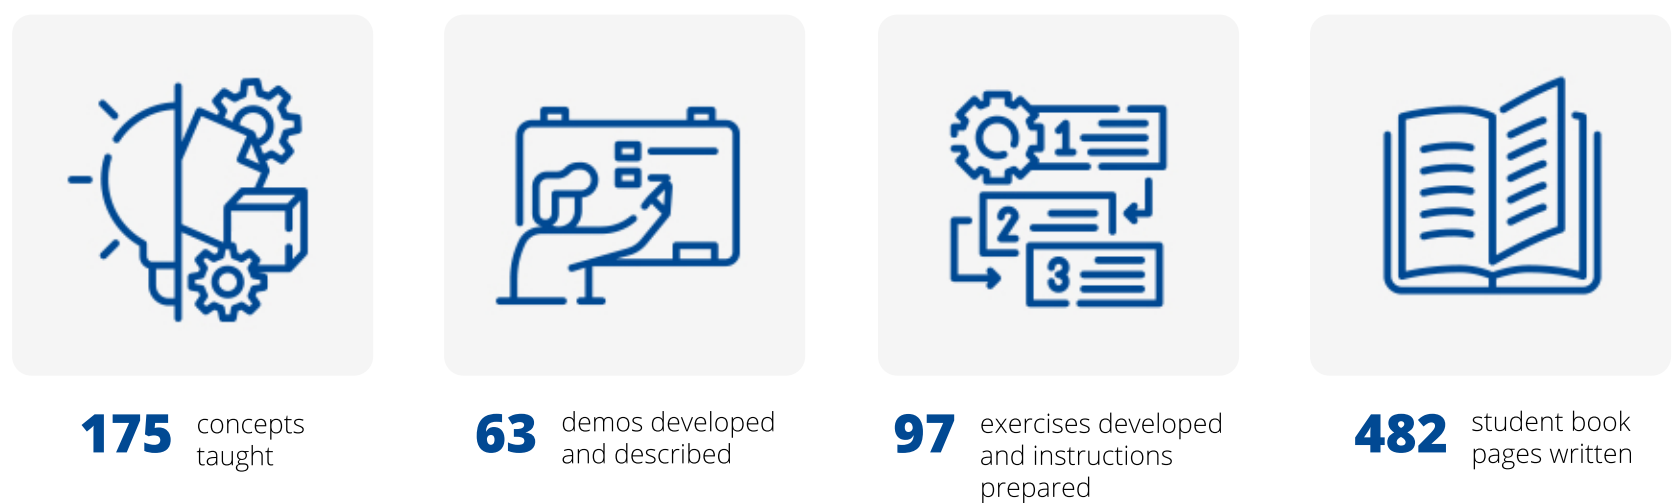 1
2
3
175 concepts
taught
63 demos developed
and described
97 exercises developed
and instructions
prepared
482 student book
pages written